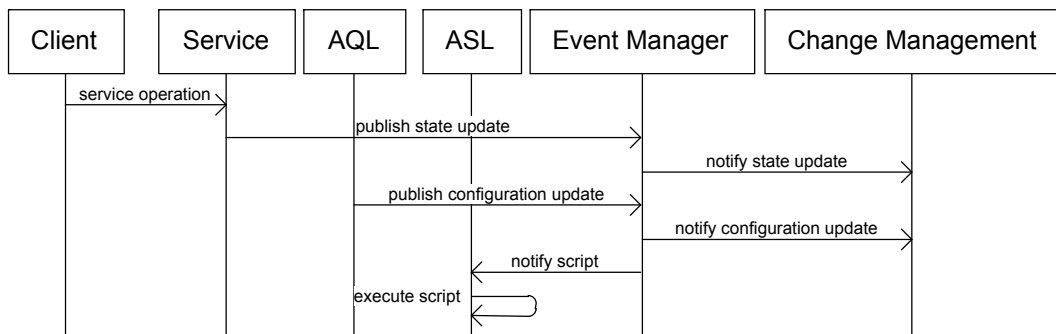 Client
Service
AQL
ASL
Event Manager
Change Management
service operation
publish state update
notify state update
publish configuration update
notify configuration update
notify script
execute script